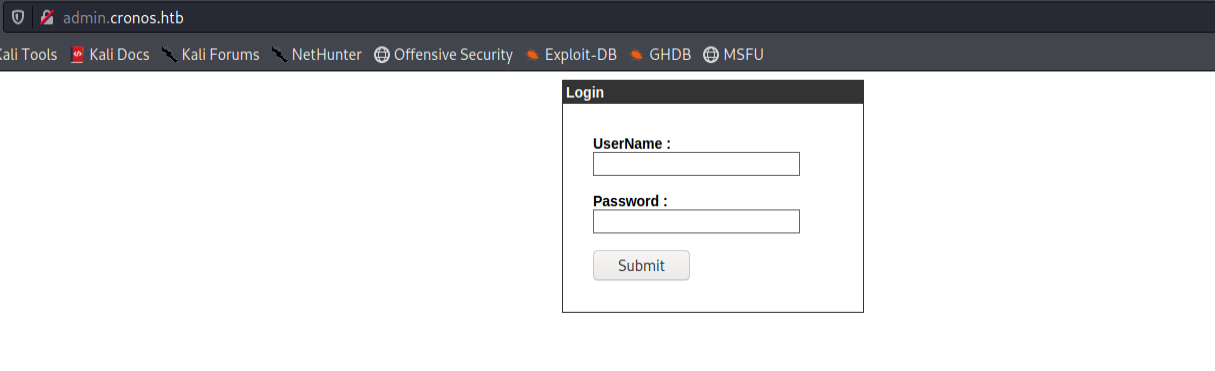 admin.cronos.htb
Kali Tools Kali Docs Kali Forums NetHunter Offensive Security Exploit-DB GHDB MSFU
Login
UserName :
Password :
Submit